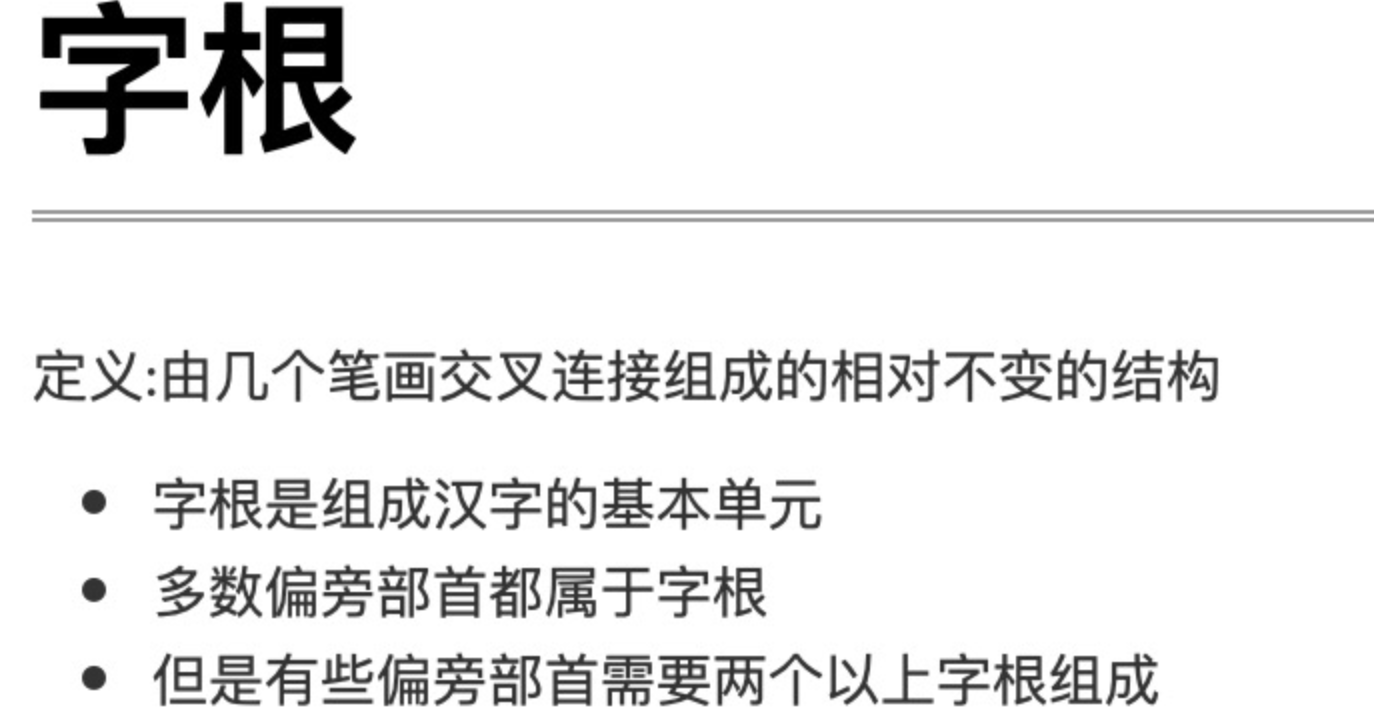 字根
定义:由几个笔画交叉连接组成的相对不变的结构
字根是组成汉字的基本单元
多数偏旁部首都属于字根
但是有些偏旁部首需要两个以上字根组成